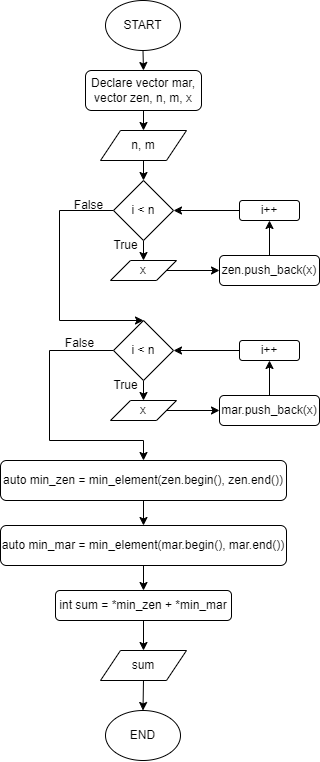 START
Declare vector mar,
vector zen, n, m, x
n, m
i < n
False
True
i++
x
zen.push_back(x)
i < n
False
True
i++
x
mar.push_back(x)
auto min_zen = min_element(zen.begin(), zen.end())
auto min_mar = min_element(mar.begin(), mar.end())
int sum = *min_zen + *min_mar
sum
END